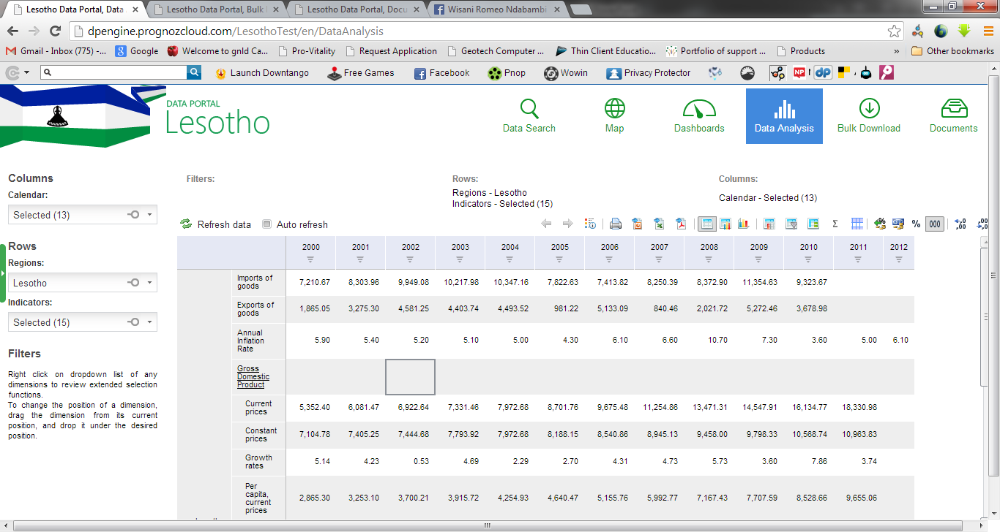 Lesotho Data Portal, Data
Lesotho Data Portal, Bulk
Lesotho Data Portal, Docu
Wisani Romeo Ndabambi
dpengine.prognozcloud.com/LesothoTest/en/DataAnalysis
Gmail - Inbox (775) -...
Google
Welcome to gnld Ca...
Pro-Vitality
Request Application
Geotech Computer ...
Thin Client Educatio...
Portfolio of support ...
Products
»
Other bookmarks
Launch Downtango
Free Games
Facebook
Pnop
Wowin
Privacy Protector
NP
dp
DATA PORTAL
Lesotho
Data Search
Map
Dashboards
Data Analysis
Bulk Download
Documents
Columns
Calendar:
Selected (13)
Rows
Regions:
Lesotho
Indicators:
Selected (15)
Filters
Right click on dropdown list of any
dimensions to review extended selection
functions.
To change the position of a dimension,
drag the dimension from its current
position, and drop it under the desired
position.
Filters:
Rows:
Regions - Lesotho
Indicators - Selected (15)
Columns:
Calendar - Selected (13)
Refresh data
Auto refresh
Σ
%
000
2000 2001 2002 2003 2004 2005 2006 2007 2008 2009 2010 2011 2012
Imports of
goods
7,210.67 8,303.96 9,949.08 10,217.98 10,347.16 7,822.63 7,413.82 8,250.39 8,372.90 11,354.63 9,323.67
Exports of
goods
1,865.05 3,275.30 4,581.25 4,403.74 4,493.52 981.22 5,133.09 840.46 2,021.72 5,272.46 3,678.98
Annual
Inflation
Rate
5.90 5.40 5.20 5.10 5.00 4.30 6.10 6.60 10.70 7.30 3.60 5.00 6.10
Gross
Domestic
Product
Current
prices
5,352.40 6,081.47 6,922.64 7,331.46 7,972.68 8,701.76 9,675.48 11,254.86 13,471.31 14,547.91 16,134.77 18,330.98
Constant
prices
7,104.78 7,405.25 7,444.68 7,793.92 7,972.68 8,188.15 8,540.86 8,945.13 9,458.00 9,798.33 10,568.74 10,963.83
Growth
rates
5.14 4.23 0.53 4.69 2.29 2.70 4.31 4.73 5.73 3.60 7.86 3.74
Per
capita,
current
prices
2,865.30 3,253.10 3,700.21 3,915.72 4,254.93 4,640.47 5,155.76 5,992.77 7,167.43 7,707.59 8,528.66 9,655.06